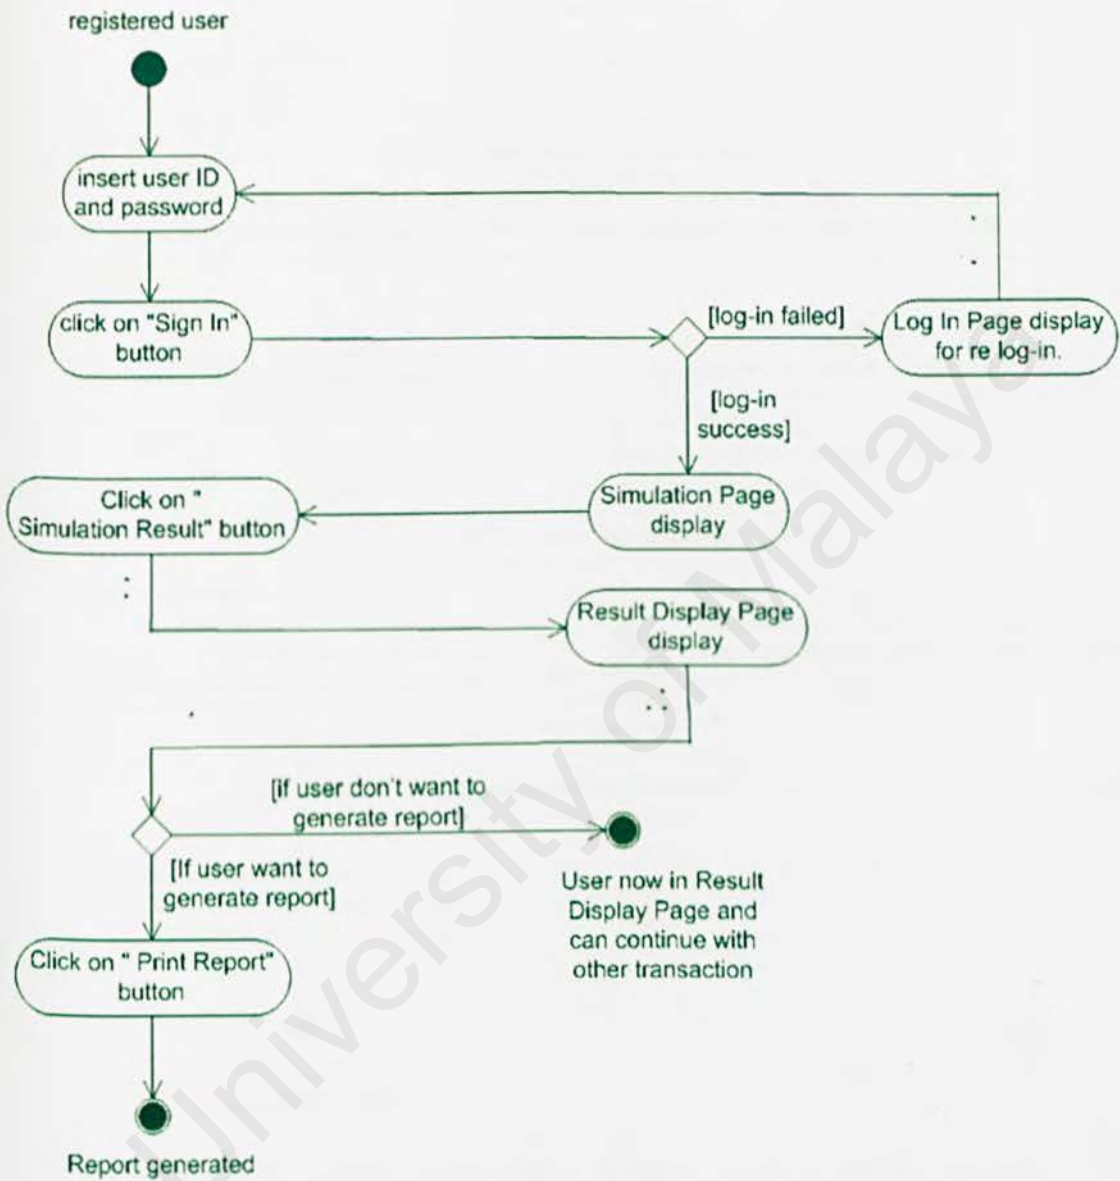 registered user
insert user ID
and password
click on "Sign In"
button
[log-in failed]
Log In Page display
for re log-in.
[log-in
success]
Simulation Page
display
Click on "
Simulation Result" button
Result Display Page
display
[if user don't want to
generate report]
[If user want to
generate report]
User now in Result
Display Page and
can continue with
other transaction
Click on " Print Report"
button
Report generated
University of Malaya